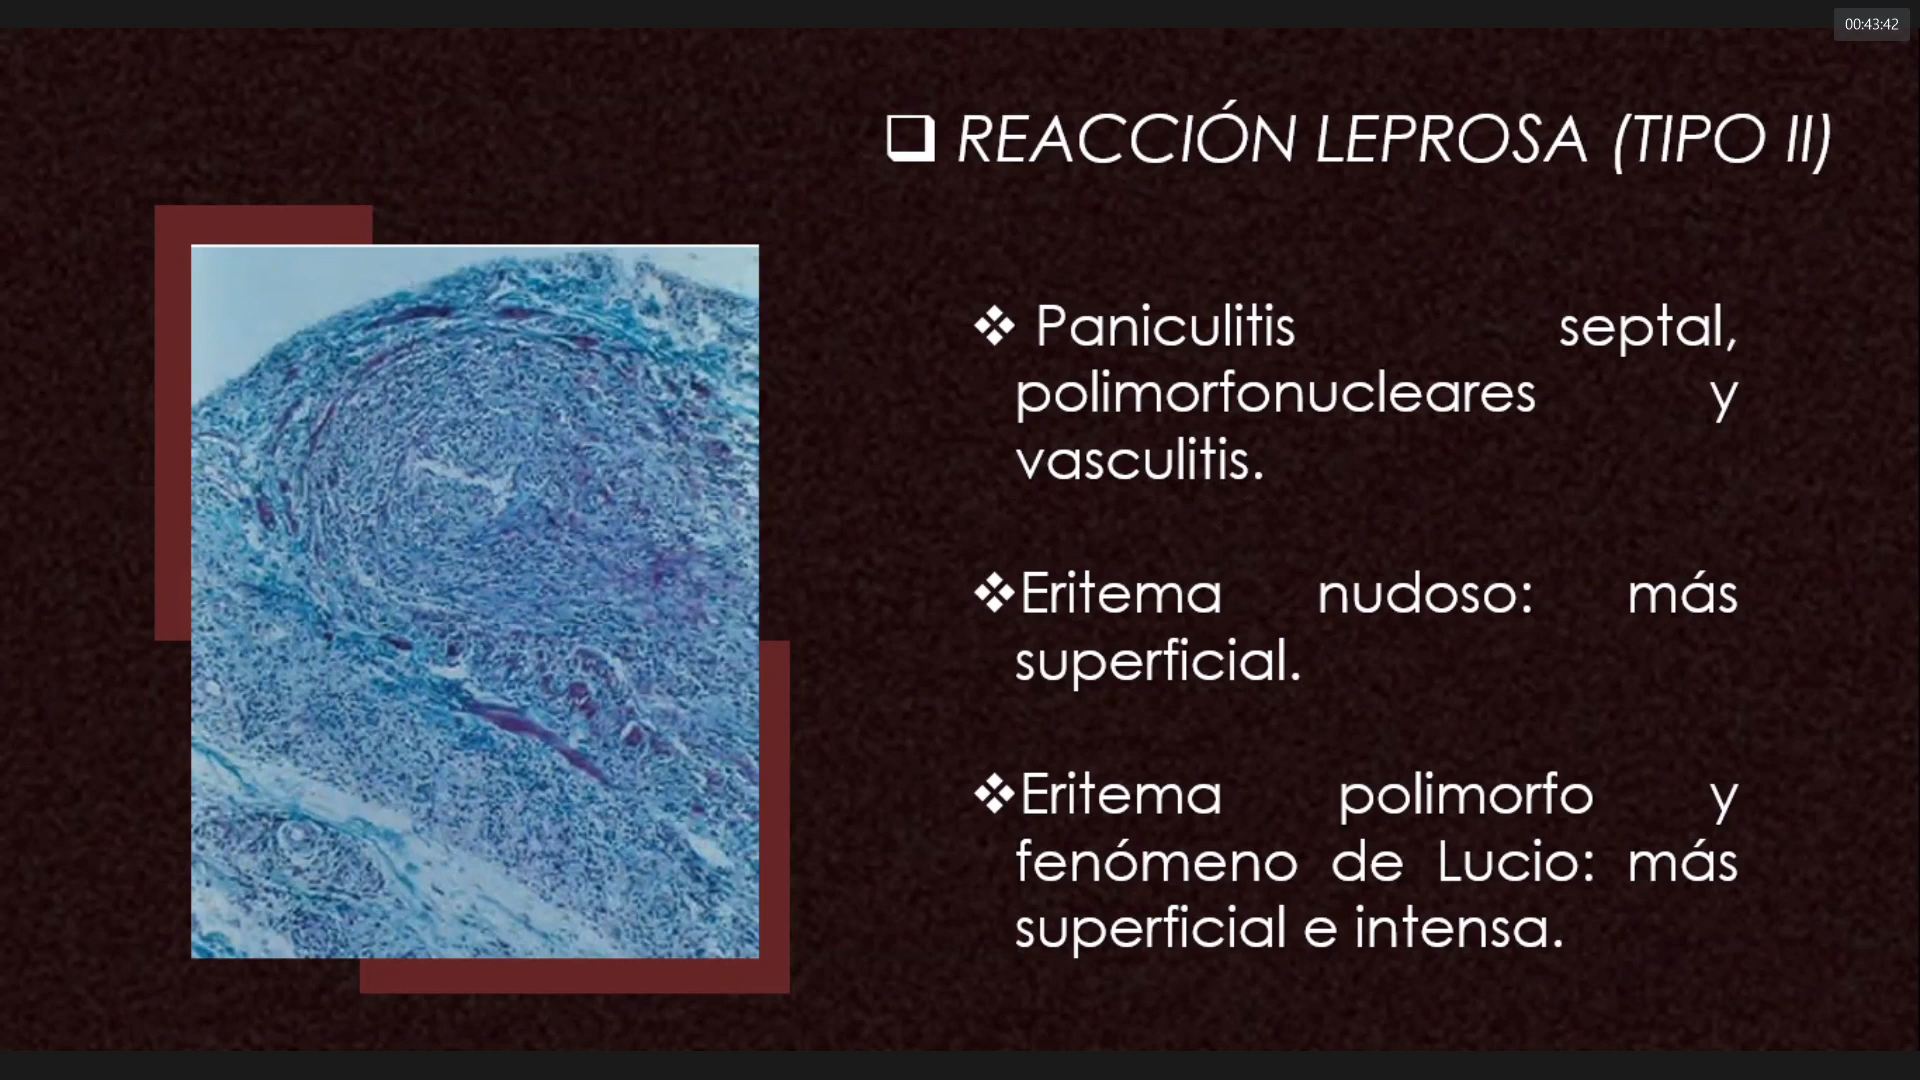 00:43:42
REACCIÓN LEPROSA (TIPO II)
Paniculitis septal,
polimorfonucleares y
vasculitis.
Eritema nudoso: más
superficial.
Eritema polimorfo y
fenómeno de Lucio: más
superficial e intensa.